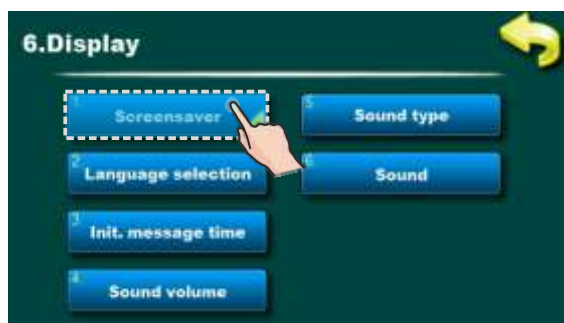 6.Display
1 Screensaver
2 Language selection
3 Init. message time
4 Sound volume
5 Sound type
6 Sound